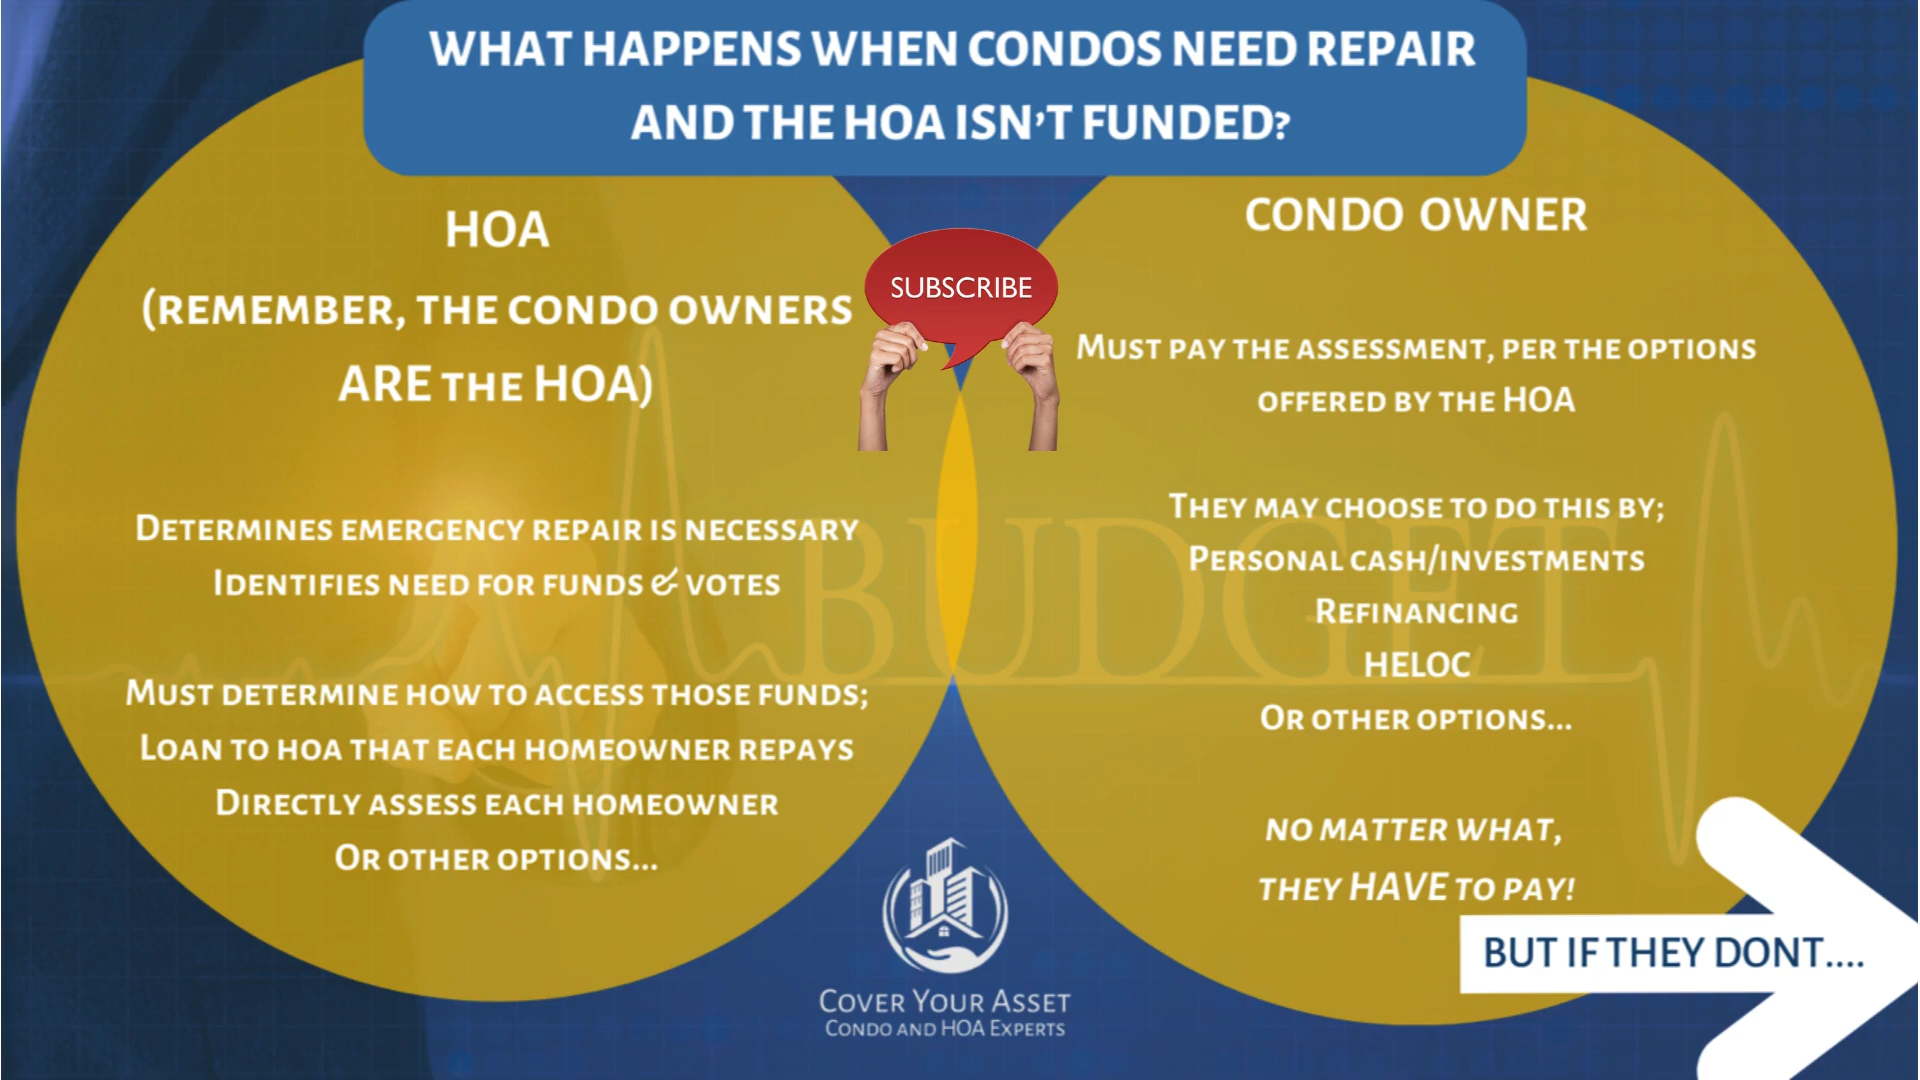 WHAT HAPPENS WHEN CONDOS NEED REPAIR
AND THE HOA ISN'T FUNDED?
HOA
(REMEMBER, THE CONDO OWNERS
ARE THE HOA)
DETERMINES EMERGENCY REPAIR IS NECESSARY
IDENTIFIES NEED FOR FUNDS & VOTES
MUST DETERMINE HOW TO ACCESS THOSE FUNDS;
LOAN TO HOA THAT EACH HOMEOWNER REPAYS
DIRECTLY ASSESS EACH HOMEOWNER
OR OTHER OPTIONS...
SUBSCRIBE
CONDO OWNER
MUST PAY THE ASSESSMENT, PER THE OPTIONS
OFFERED BY THE HOA
THEY MAY CHOOSE TO DO THIS BY;
PERSONAL CASH/INVESTMENTS
REFINANCING
HELOC
OR OTHER OPTIONS...
NO MATTER WHAT,
THEY HAVE TO PAY!
BUT IF THEY DONT....
BUDGET
COVER YOUR ASSET
CONDO AND HOA EXPERTS